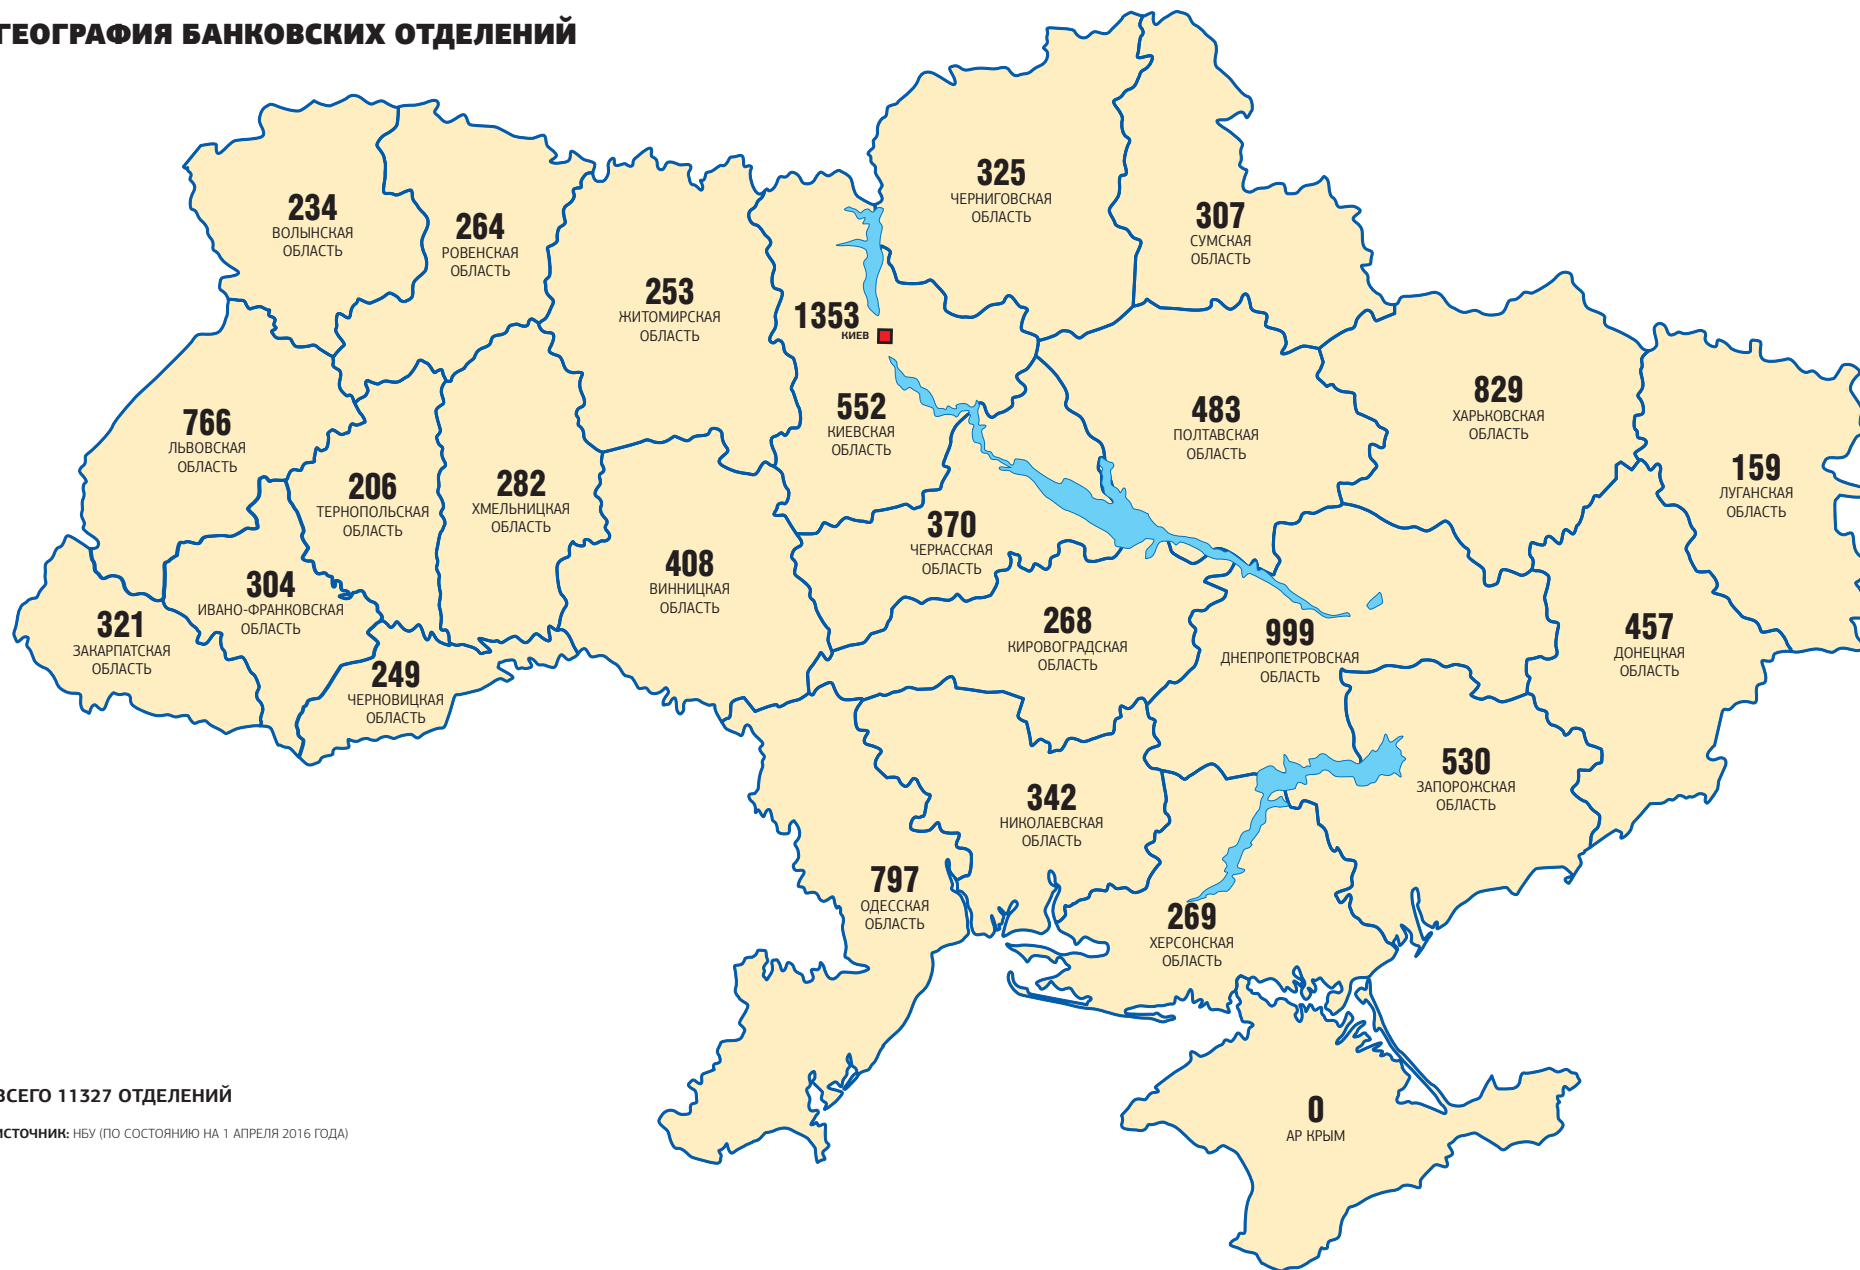 ГЕОГРАФИЯ БАНКОВСКИХ ОТДЕЛЕНИЙ
325
ЧЕРНИГОВСКАЯ
ОБЛАСТЬ
307
СУМСКАЯ
ОБЛАСТЬ
234
ВОЛЫНСКАЯ
ОБЛАСТЬ
264
РОВЕНСКАЯ
ОБЛАСТЬ
253
ЖИТОМИРСКАЯ
ОБЛАСТЬ
1353
КИЕВ
552
КИЕВСКАЯ
ОБЛАСТЬ
483
ПОЛТАВСКАЯ
ОБЛАСТЬ
829
ХАРЬКОВСКАЯ
ОБЛАСТЬ
159
ЛУГАНСКАЯ
ОБЛАСТЬ
766
ЛЬВОВСКАЯ
ОБЛАСТЬ
206
ТЕРНОПОЛЬСКАЯ
ОБЛАСТЬ
282
ХМЕЛЬНИЦКАЯ
ОБЛАСТЬ
370
ЧЕРКАССКАЯ
ОБЛАСТЬ
408
ВИННИЦКАЯ
ОБЛАСТЬ
304
ИВАНО-ФРАНКОВСКАЯ
ОБЛАСТЬ
321
ЗАКАРПАТСКАЯ
ОБЛАСТЬ
249
ЧЕРНОВИЦКАЯ
ОБЛАСТЬ
268
КИРОВОГРАДСКАЯ
ОБЛАСТЬ
999
ДНЕПРОПЕТРОВСКАЯ
ОБЛАСТЬ
457
ДОНЕЦКАЯ
ОБЛАСТЬ
530
ЗАПОРОЖСКАЯ
ОБЛАСТЬ
342
НИКОЛАЕВСКАЯ
ОБЛАСТЬ
797
ОДЕССКАЯ
ОБЛАСТЬ
269
ХЕРСОНСКАЯ
ОБЛАСТЬ
0
АР КРЫМ
ВСЕГО 11327 ОТДЕЛЕНИЙ
ИСТОЧНИК: НБУ (ПО СОСТОЯНИЮ НА 1 АПРЕЛЯ 2016 ГОДА)